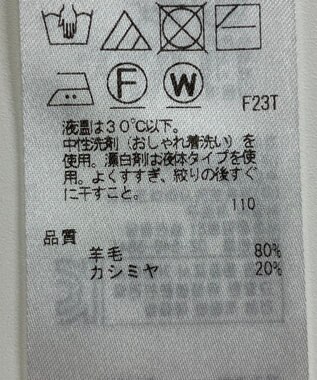 F W
F23T
液温は30℃以下。
中性洗剤（おしゃれ着洗い）を
使用。漂白剤は液体タイプを使
用。よくすすぎ、絞りの後すぐ
に干すこと。
110
品質
羊毛 80%
カシミヤ 20%